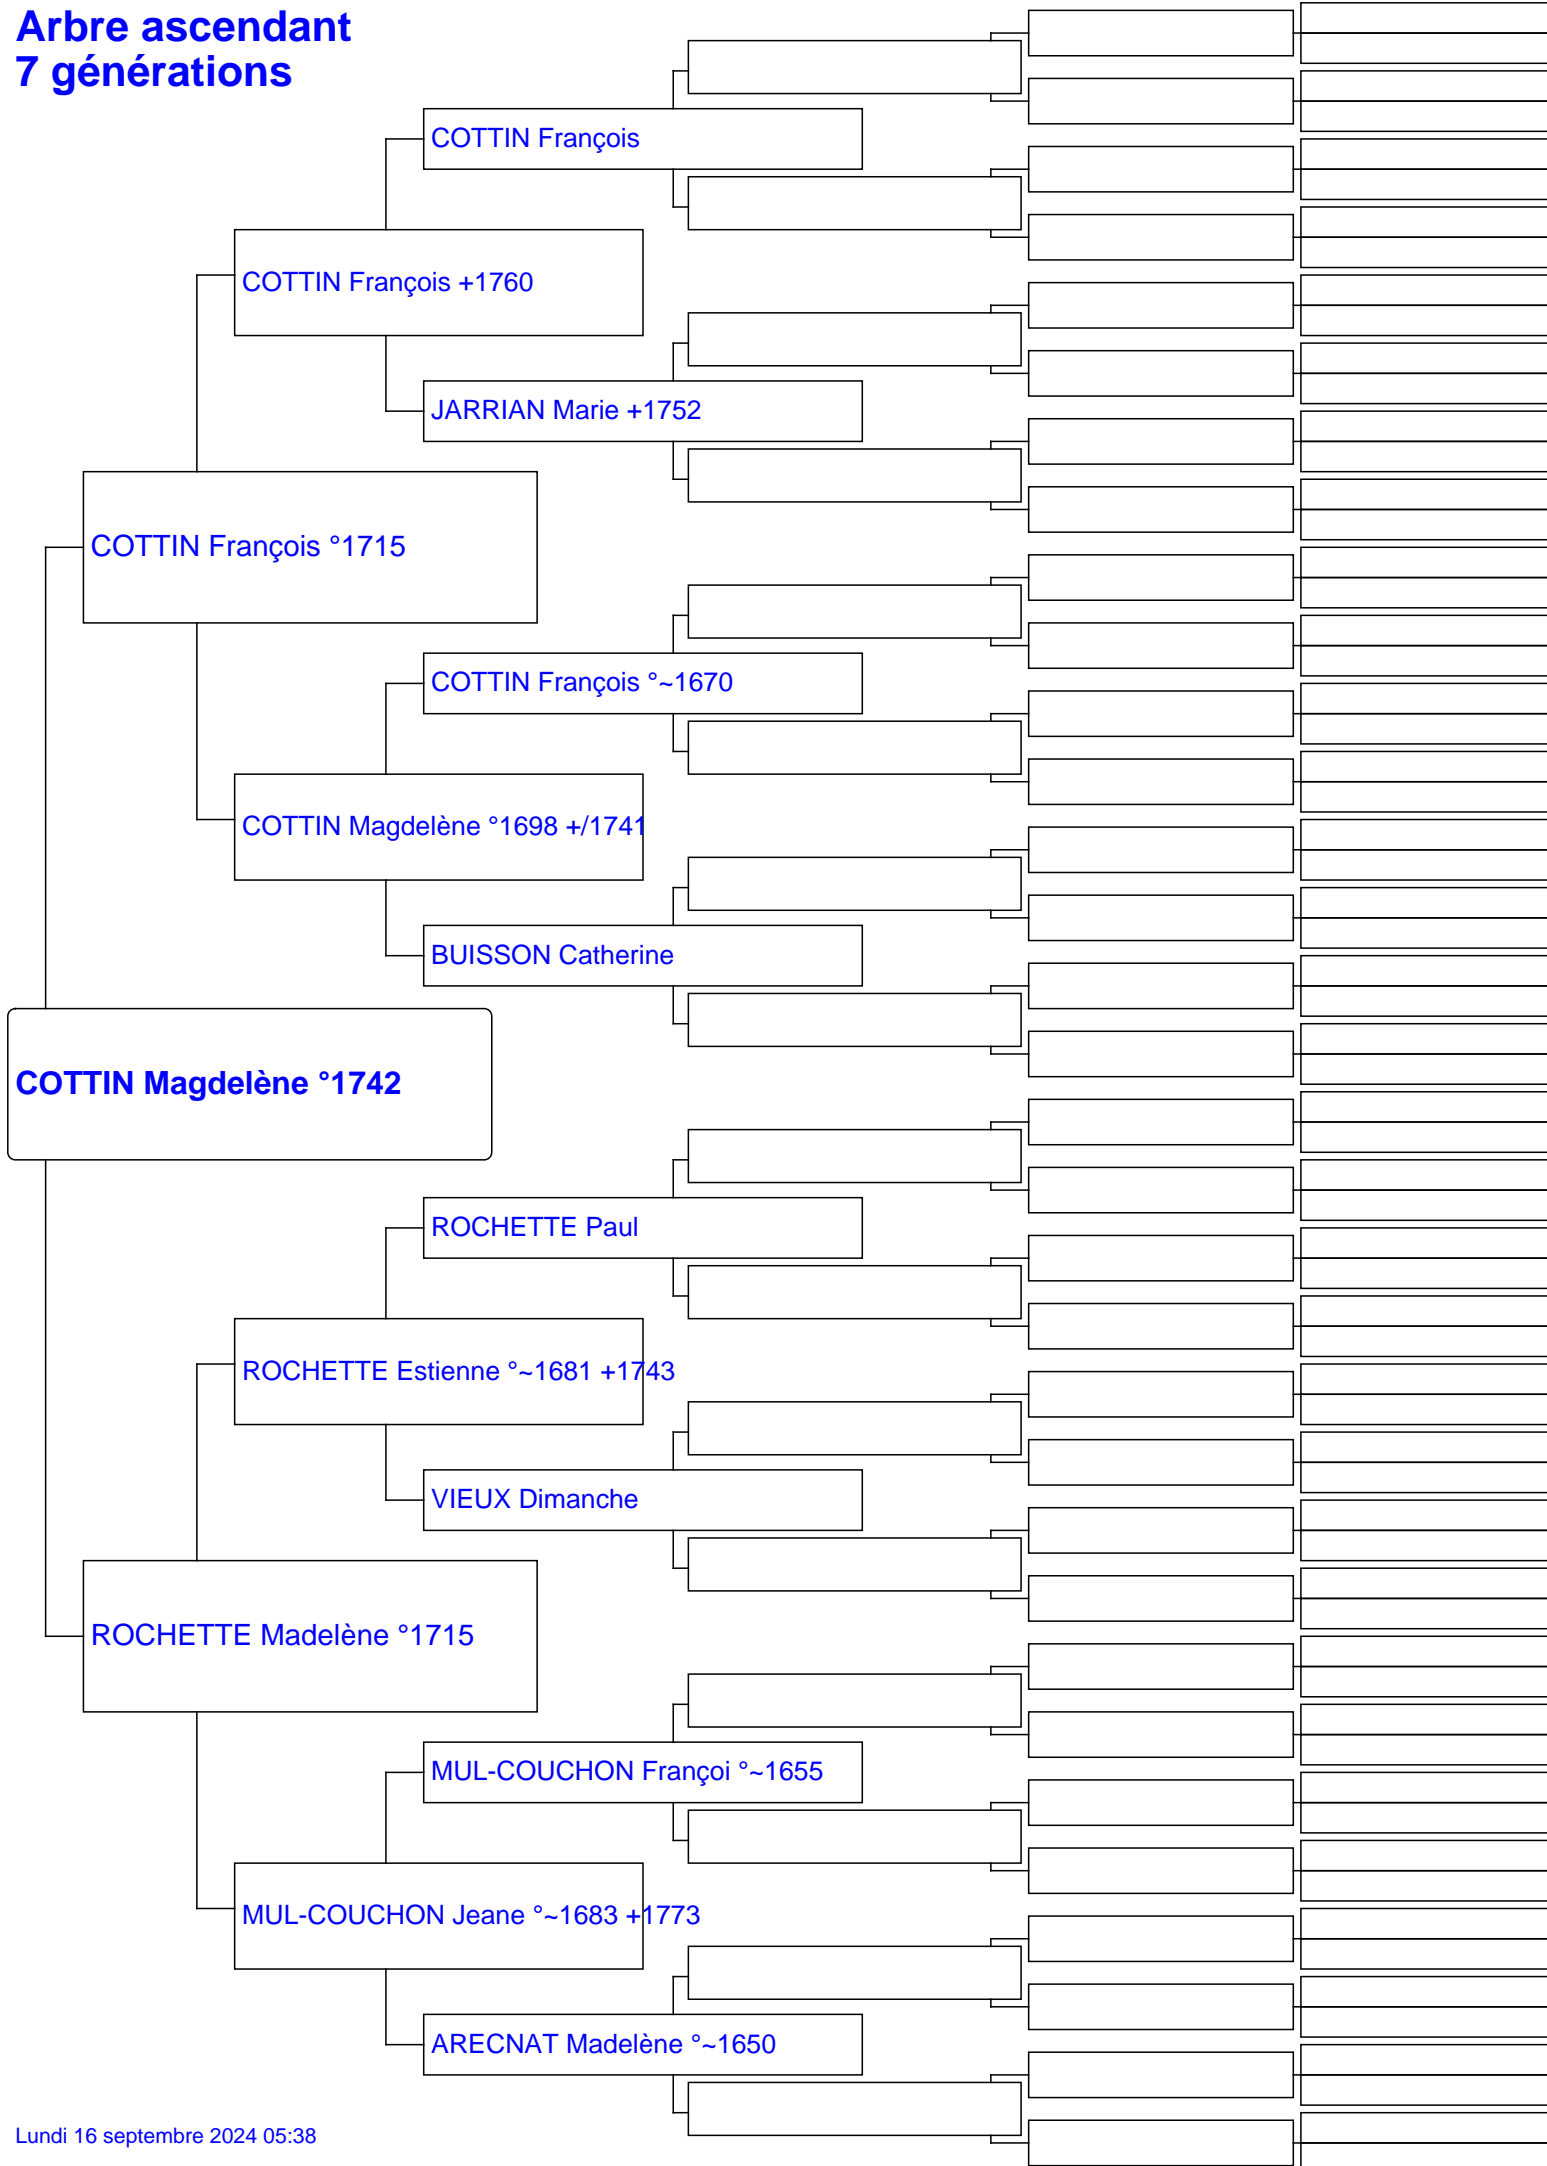 Arbre ascendant
7 générations
COTTIN François
COTTIN François +1760
JARRIAN Marie +1752
COTTIN François °1715
COTTIN François °~1670
COTTIN Magdelène °1698 +/1741
BUISSON Catherine
COTTIN Magdelène °1742
ROCHETTE Paul
ROCHETTE Estienne °~1681 +1743
VIEUX Dimanche
ROCHETTE Madelène °1715
MUL-COUCHON Françoi °~1655
MUL-COUCHON Jeane °~1683 +1773
ARECNAT Madelène °~1650
Lundi 16 septembre 2024 05:38